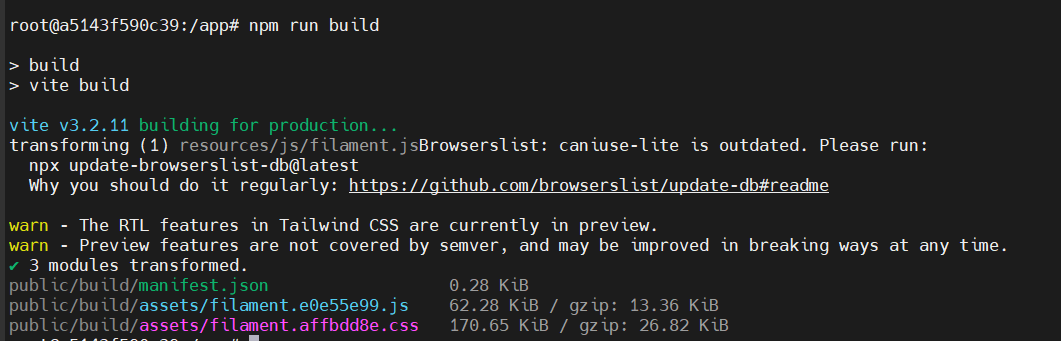 root@a5143f590c39:/app# npm run build
> build
> vite build
vite v3.2.11 building for production...
transforming (1) resources/js/filament.jsBrowserslist: caniuse-lite is outdated. Please run:
  npx update-browserslist-db@latest
  Why you should do it regularly: https://github.com/browserslist/update-db#readme
warn - The RTL features in Tailwind CSS are currently in preview.
warn - Preview features are not covered by semver, and may be improved in breaking ways at any time.
✔ 3 modules transformed.
public/build/manifest.json 0.28 KiB
public/build/assets/filament.e0e55e99.js 62.28 KiB / gzip: 13.36 KiB
public/build/assets/filament.affbdd8e.css 170.65 KiB / gzip: 26.82 KiB